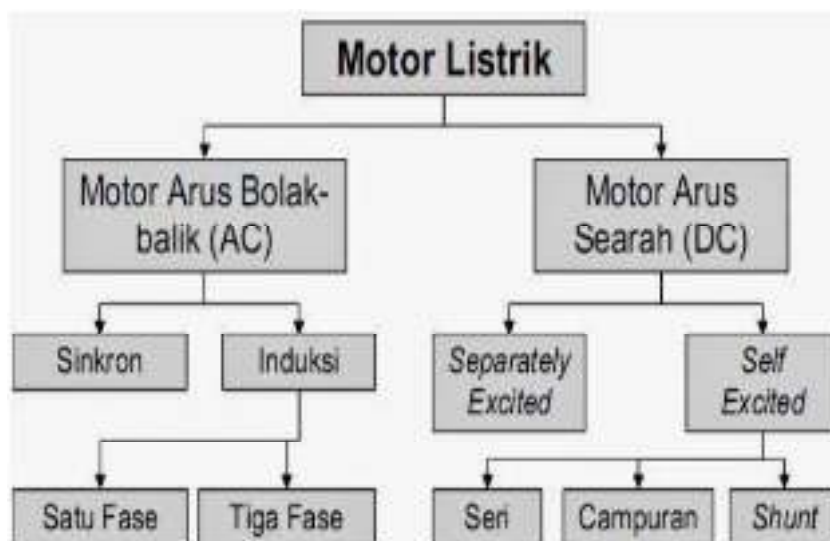 Motor Listrik
Motor Arus Bolak-
balik (AC)
Motor Arus
Searah (DC)
Sinkron
Induksi
Separately
Excited
Self
Excited
Satu Fase
Tiga Fase
Seri
Campuran
Shunt